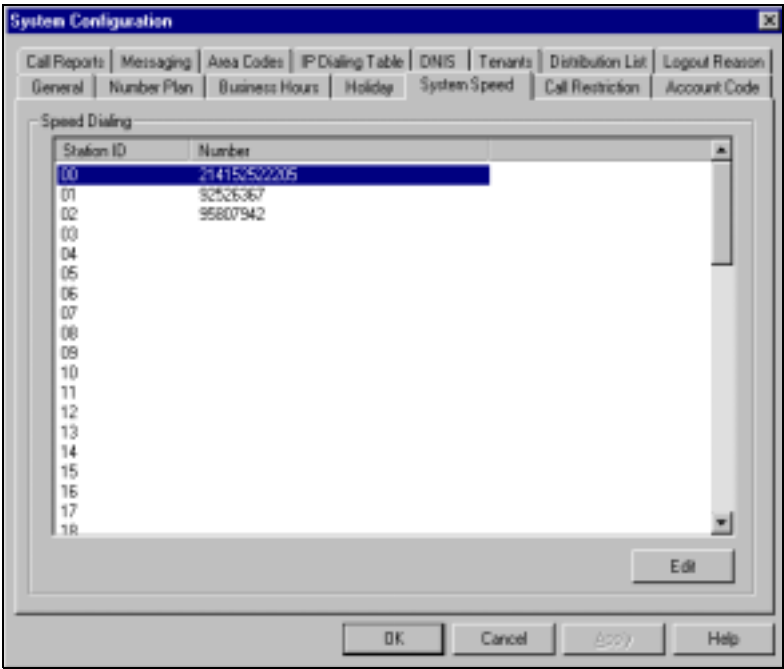 System Configuration
Call Reports Messaging Area Codes IP Dialing Table DNIS Tenants Distribution List Logout Reason
General Number Plan Business Hours Holiday System Speed Call Restriction Account Code
Speed Dialing
Station ID Number
00 214152522205
01 92526367
02 95807942
03
04
05
06
07
08
09
10
11
12
13
14
15
16
17
18
Edit
OK Cancel Apply Help